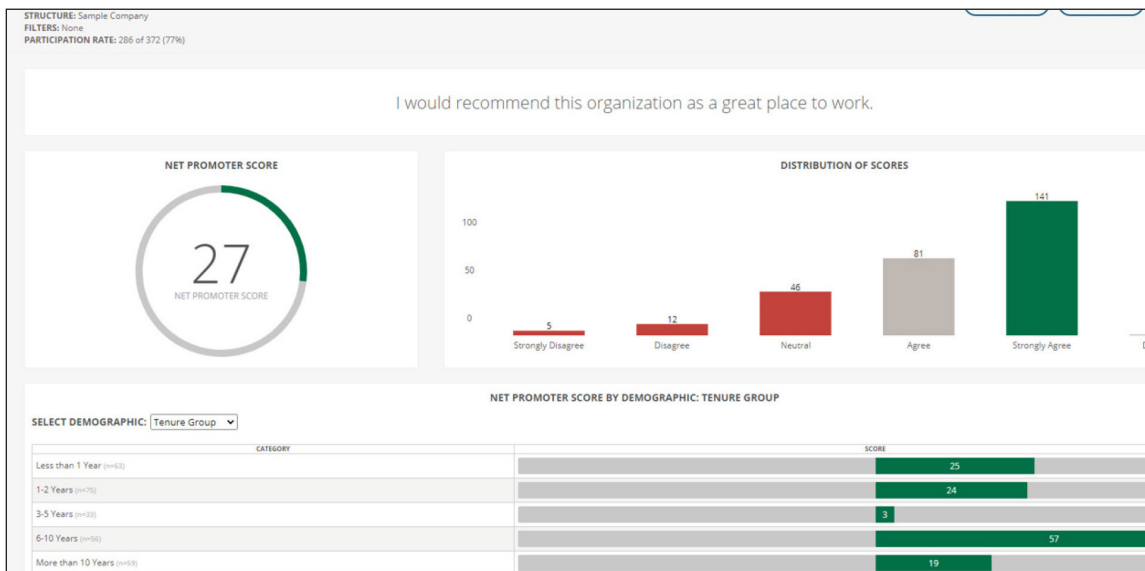 STRUCTURE: Sample Company
FILTERS: None
PARTICIPATION RATE: 286 of 372 (77%)
I would recommend this organization as a great place to work.
NET PROMOTER SCORE
27
NET PROMOTER SCORE
DISTRIBUTION OF SCORES
100
50
0
5
12
46
81
141
Strongly Disagree
Disagree
Neutral
Agree
Strongly Agree
NET PROMOTER SCORE BY DEMOGRAPHIC: TENURE GROUP
SELECT DEMOGRAPHIC: Tenure Group
CATEGORY SCORE
Less than 1 Year (n=63) 25
1-2 Years (n=75) 24
3-5 Years (n=33) 3
6-10 Years (n=56) 57
More than 10 Years (n=59) 19